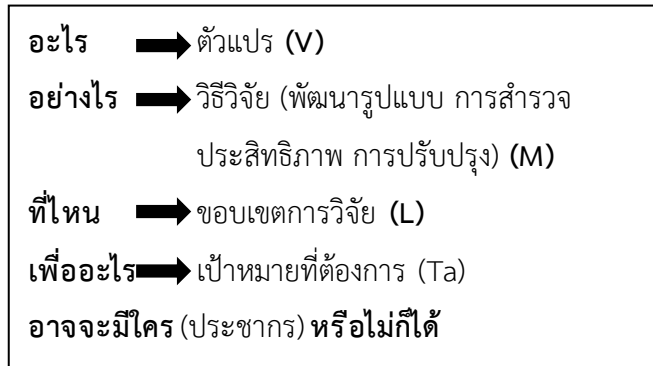 อะไร ➡ ตัวแปร (V)
อย่างไร ➡ วิธีวิจัย (พัฒนารูปแบบ การสำรวจ
ประสิทธิภาพ การปรับปรุง) (M)
ที่ไหน ➡ ขอบเขตการวิจัย (L)
เพื่ออะไร ➡ เป้าหมายที่ต้องการ (Ta)
อาจจะมีใคร (ประชากร) หรือไม่ก็ได้